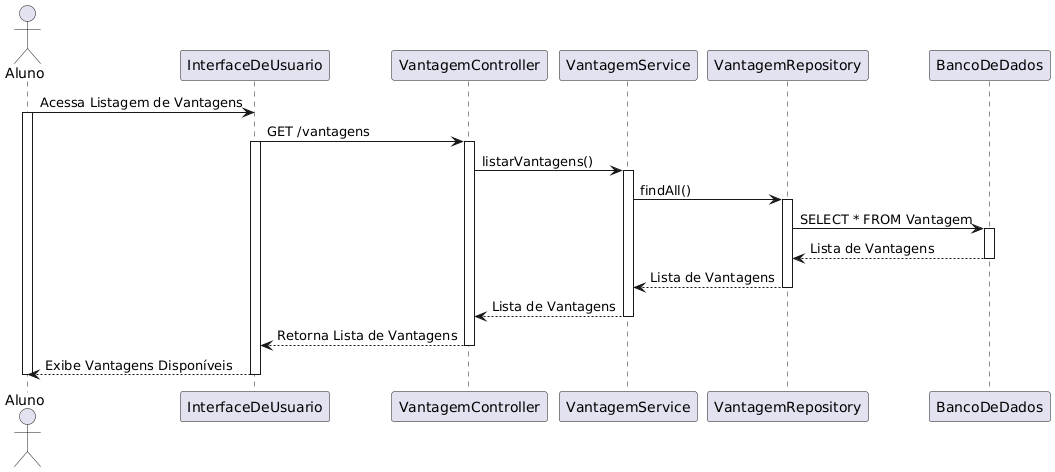 Aluno
InterfaceDeUsuario
VantagemController
VantagemService
VantagemRepository
BancoDeDados
Acessa Listagem de Vantagens
GET /vantagens
listarVantagens()
findAll()
SELECT * FROM Vantagem
Lista de Vantagens
Lista de Vantagens
Lista de Vantagens
Retorna Lista de Vantagens
Exibe Vantagens Disponíveis
Aluno
InterfaceDeUsuario
VantagemController
VantagemService
VantagemRepository
BancoDeDados